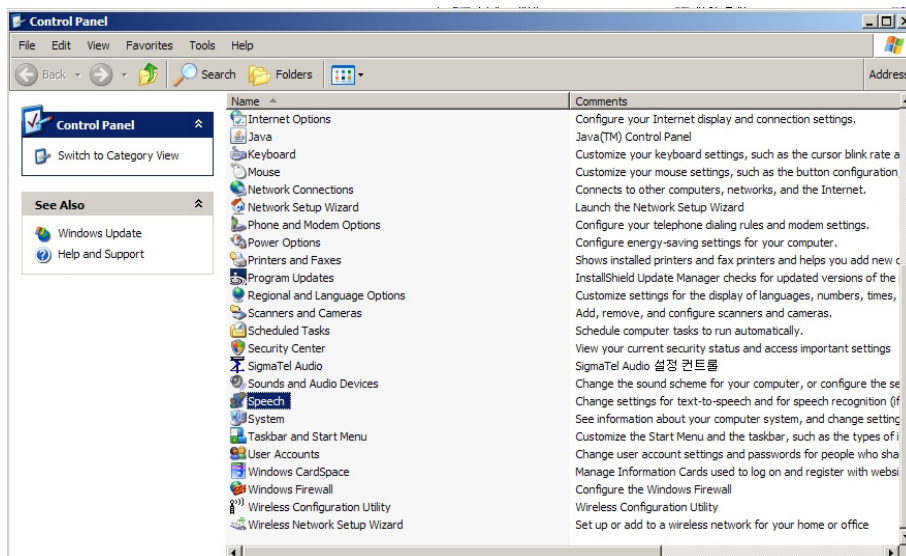 Control Panel
File Edit View Favorites Tools Help
Back Search Folders Address
Name Comments
Control Panel
Switch to Category View
See Also
Windows Update
Help and Support
Internet Options Configure your Internet display and connection settings.
Java Java(TM) Control Panel
Keyboard Customize your keyboard settings, such as the cursor blink rate a
Mouse Customize your mouse settings, such as the button configuration,
Network Connections Connects to other computers, networks, and the Internet.
Network Setup Wizard Launch the Network Setup Wizard
Phone and Modem Options Configure your telephone dialing rules and modem settings.
Power Options Configure energy-saving settings for your computer.
Printers and Faxes Shows installed printers and fax printers and helps you add new
Program Updates InstallShield Update Manager checks for updated versions of the
Regional and Language Options Customize settings for the display of languages, numbers, times,
Scanners and Cameras Add, remove, and configure scanners and cameras.
Scheduled Tasks Schedule computer tasks to run automatically.
Security Center View your current security status and access important settings
SigmaTel Audio SigmaTel Audio 설정 컨트롤
Sounds and Audio Devices Change the sound scheme for your computer, or configure the se
Speech Change settings for text-to-speech and for speech recognition (if
System See information about your computer system, and change setting
Taskbar and Start Menu Customize the Start Menu and the taskbar, such as the types of i
User Accounts Change user account settings and passwords for people who sha
Windows CardSpace Manage Information Cards used to log on and register with websi
Windows Firewall Configure the Windows Firewall
Wireless Configuration Utility Wireless Configuration Utility
Wireless Network Setup Wizard Set up or add to a wireless network for your home or office